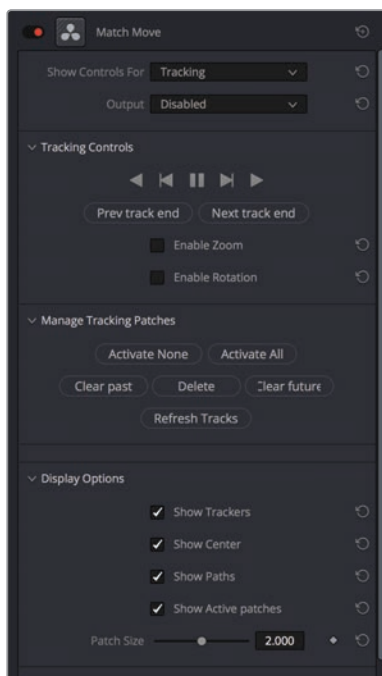 Match Move
Show Controls For Tracking
Output Disabled
Tracking Controls
Prev track end Next track end
Enable Zoom
Enable Rotation
Manage Tracking Patches
Activate None Activate All
Clear past Delete Clear future
Refresh Tracks
Display Options
Show Trackers
Show Center
Show Paths
Show Active patches
Patch Size 2.000